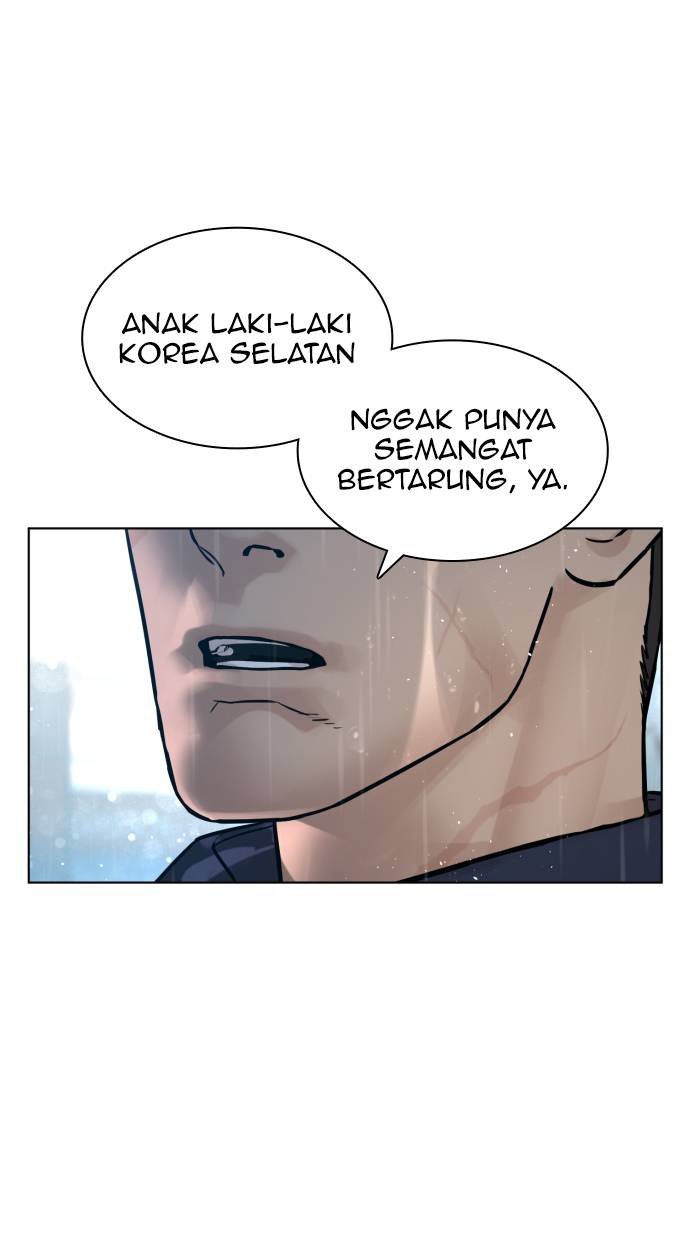 ANAK LAKI-LAKI
KOREA SELATAN
NGGAK PUNYA
SEMANGAT
BERTARUNG, YA.